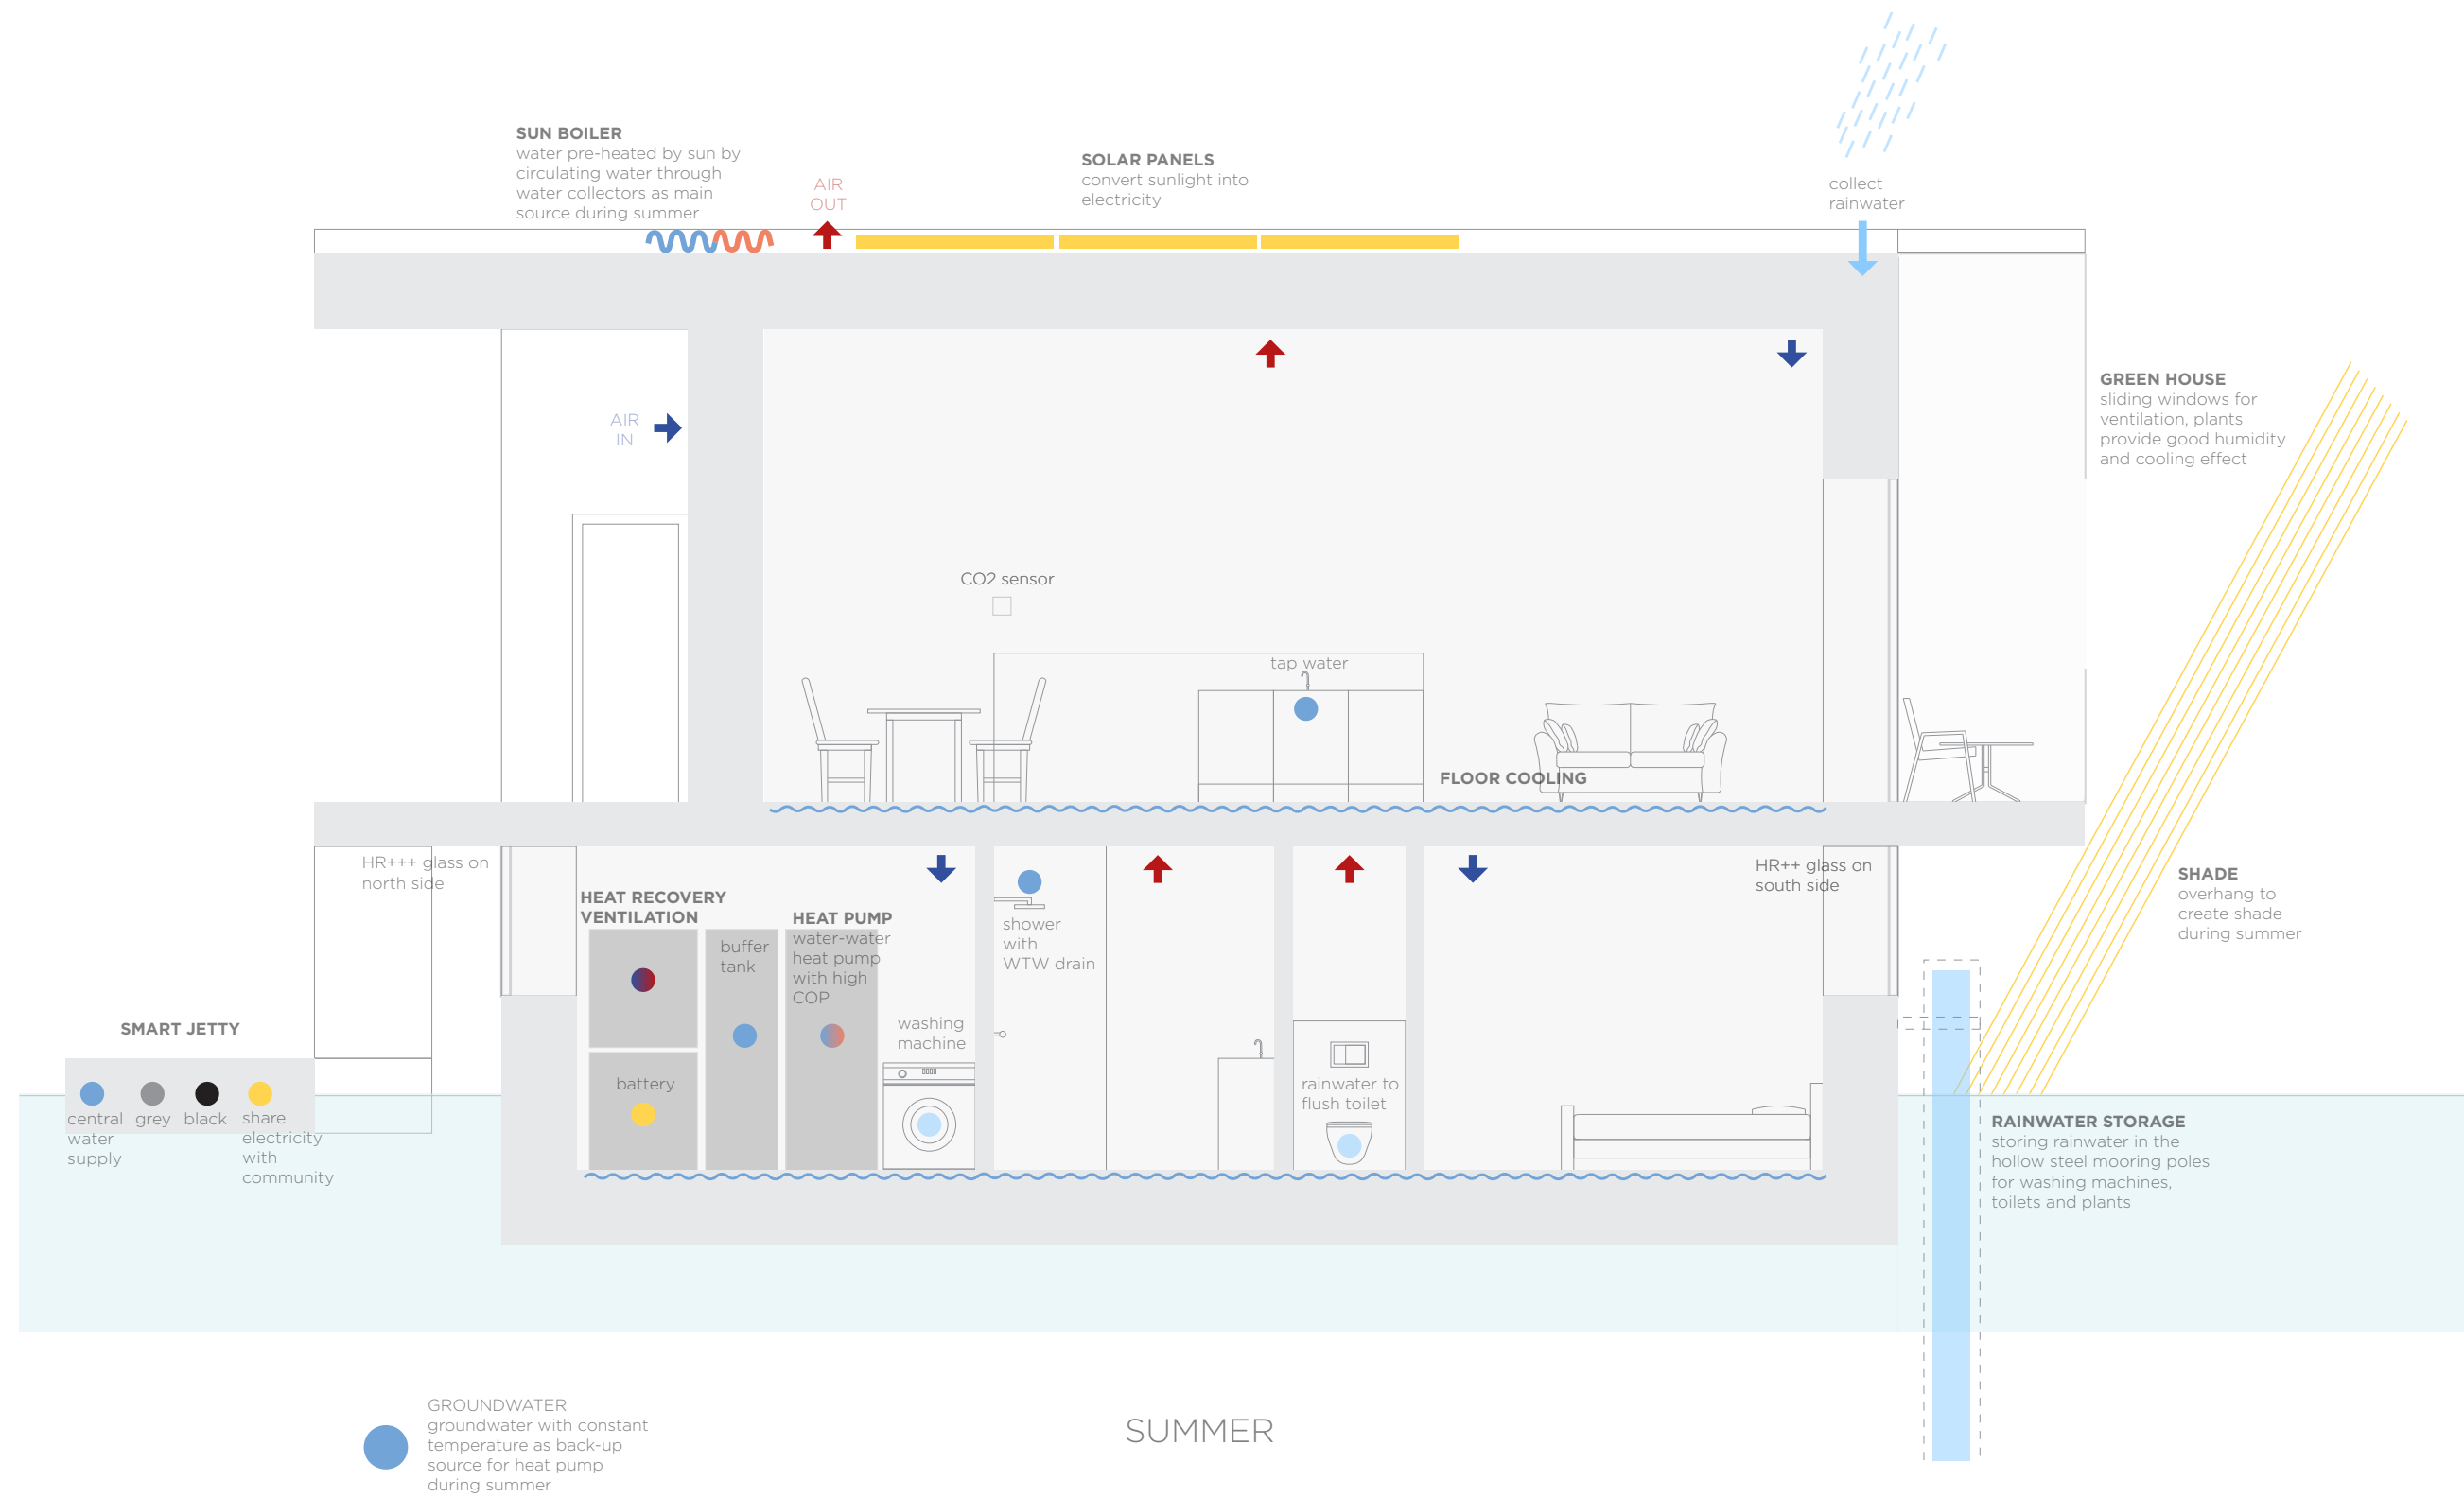 SUN BOILER
water pre-heated by sun by
circulating water through
water collectors as main
source during summer
AIR
OUT
SOLAR PANELS
convert sunlight into
electricity
collect
rainwater
AIR
IN
GREEN HOUSE
sliding windows for
ventilation, plants
provide good humidity
and cooling effect
CO2 sensor
tap water
FLOOR COOLING
HR+++ glass on
north side
HEAT RECOVERY
VENTILATION
buffer
tank
HEAT PUMP
water-water
heat pump
with high
COP
shower
with
WTW drain
HR++ glass on
south side
SHADE
overhang to
create shade
during summer
washing
machine
battery
rainwater to
flush toilet
SMART JETTY
central
water
supply
grey
black
share
electricity
with
community
RAINWATER STORAGE
storing rainwater in the
hollow steel mooring poles
for washing machines,
toilets and plants
GROUNDWATER
groundwater with constant
temperature as back-up
source for heat pump
during summer
SUMMER